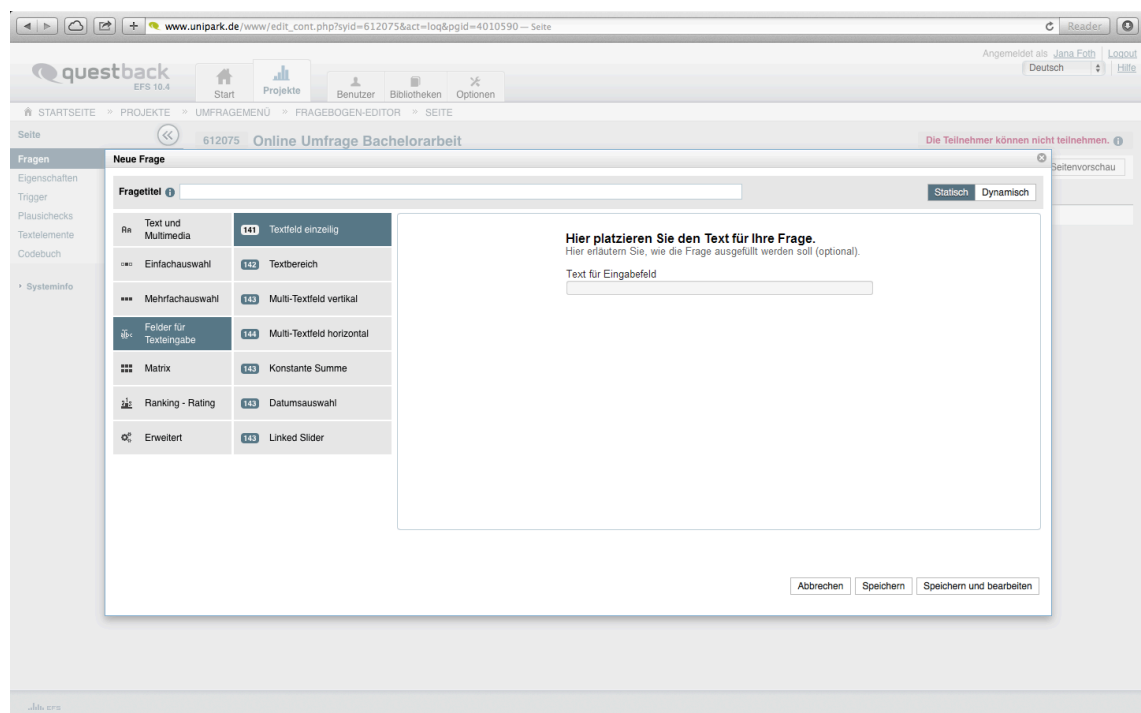 www.unipark.de/www/edit_cont.php?syid=612075&act=loq&pgid=4010590 — Seite
Reader
Angemeldet als Jana Foth Logout
questback
EFS 10.4
Start
Projekte
Benutzer
Bibliotheken
Optionen
Deutsch
Hilfe
STARTSEITE » PROJEKTE » UMFRAGEMENÜ » FRAGEBOGEN-EDITOR » SEITE
Seite
612075 Online Umfrage Bachelorarbeit
Die Teilnehmer können nicht teilnehmen.
Fragen
Eigenschaften
Trigger
Plausichecks
Textelemente
Codebuch
Systeminfo
Seitenvorschau
Neue Frage
Fragetitel
Statisch
Dynamisch
Text und
Multimedia
Einfachauswahl
Mehrfachauswahl
Felder für
Texteingabe
Matrix
Ranking - Rating
Erweitert
141 Textfeld einzeilig
142 Textbereich
143 Multi-Textfeld vertikal
144 Multi-Textfeld horizontal
143 Konstante Summe
143 Datumsauswahl
143 Linked Slider
Hier platzieren Sie den Text für Ihre Frage.
Hier erläutern Sie, wie die Frage ausgefüllt werden soll (optional).
Text für Eingabefeld
Abbrechen
Speichern
Speichern und bearbeiten
EFS